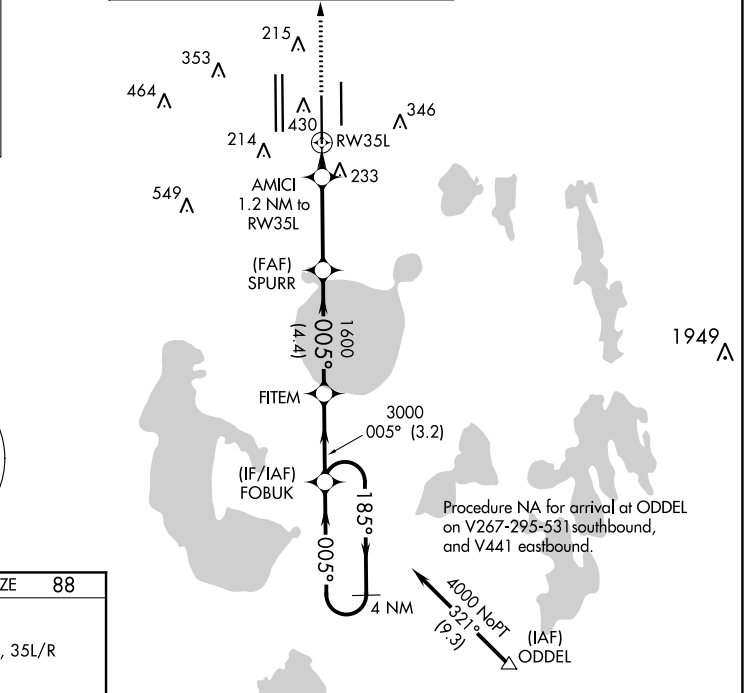 215
353
464
346
430
RW35L
214
233
AMICI
1.2 NM to
RW35L
549
(FAF)
SPURR
1600
005°
(4.4)
1949
FITEM
3000
005° (3.2)
(IF/IAF)
FOBUK
185°
005°
4 NM
Procedure NA for arrival at ODDEL
on V267-295-531southbound,
and V441 eastbound.
4000 NoPT
321°
(9.3)
(IAF)
ODDEL
ZE 88
, 35L/R